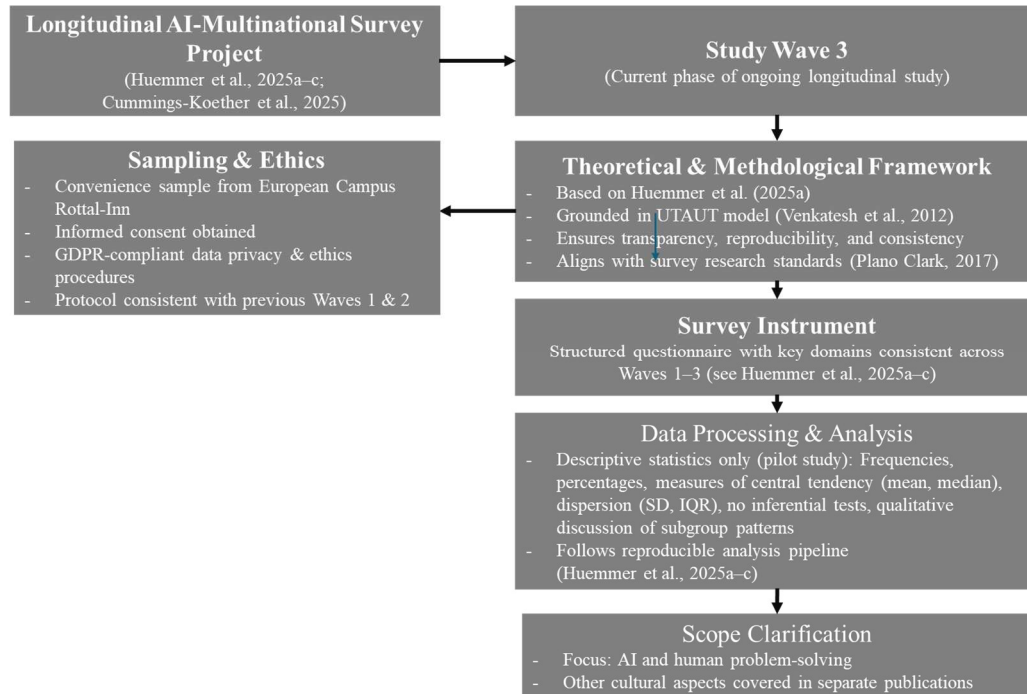 Longitudinal AI-Multinational Survey
Project
(Huemmer et al., 2025a–c;
Cummings-Koether et al., 2025)
Study Wave 3
(Current phase of ongoing longitudinal study)
Sampling & Ethics
- Convenience sample from European Campus
Rottal-Inn
- Informed consent obtained
- GDPR-compliant data privacy & ethics
procedures
- Protocol consistent with previous Waves 1 & 2
Theoretical & Methdological Framework
- Based on Huemmer et al. (2025a)
- Grounded in UTAUT model (Venkatesh et al., 2012)
- Ensures transparency, reproducibility, and consistency
- Aligns with survey research standards (Plano Clark, 2017)
Survey Instrument
Structured questionnaire with key domains consistent across
Waves 1–3 (see Huemmer et al., 2025a–c)
Data Processing & Analysis
- Descriptive statistics only (pilot study): Frequencies,
percentages, measures of central tendency (mean, median),
dispersion (SD, IQR), no inferential tests, qualitative
discussion of subgroup patterns
- Follows reproducible analysis pipeline
(Huemmer et al., 2025a–c)
Scope Clarification
- Focus: AI and human problem-solving
- Other cultural aspects covered in separate publications